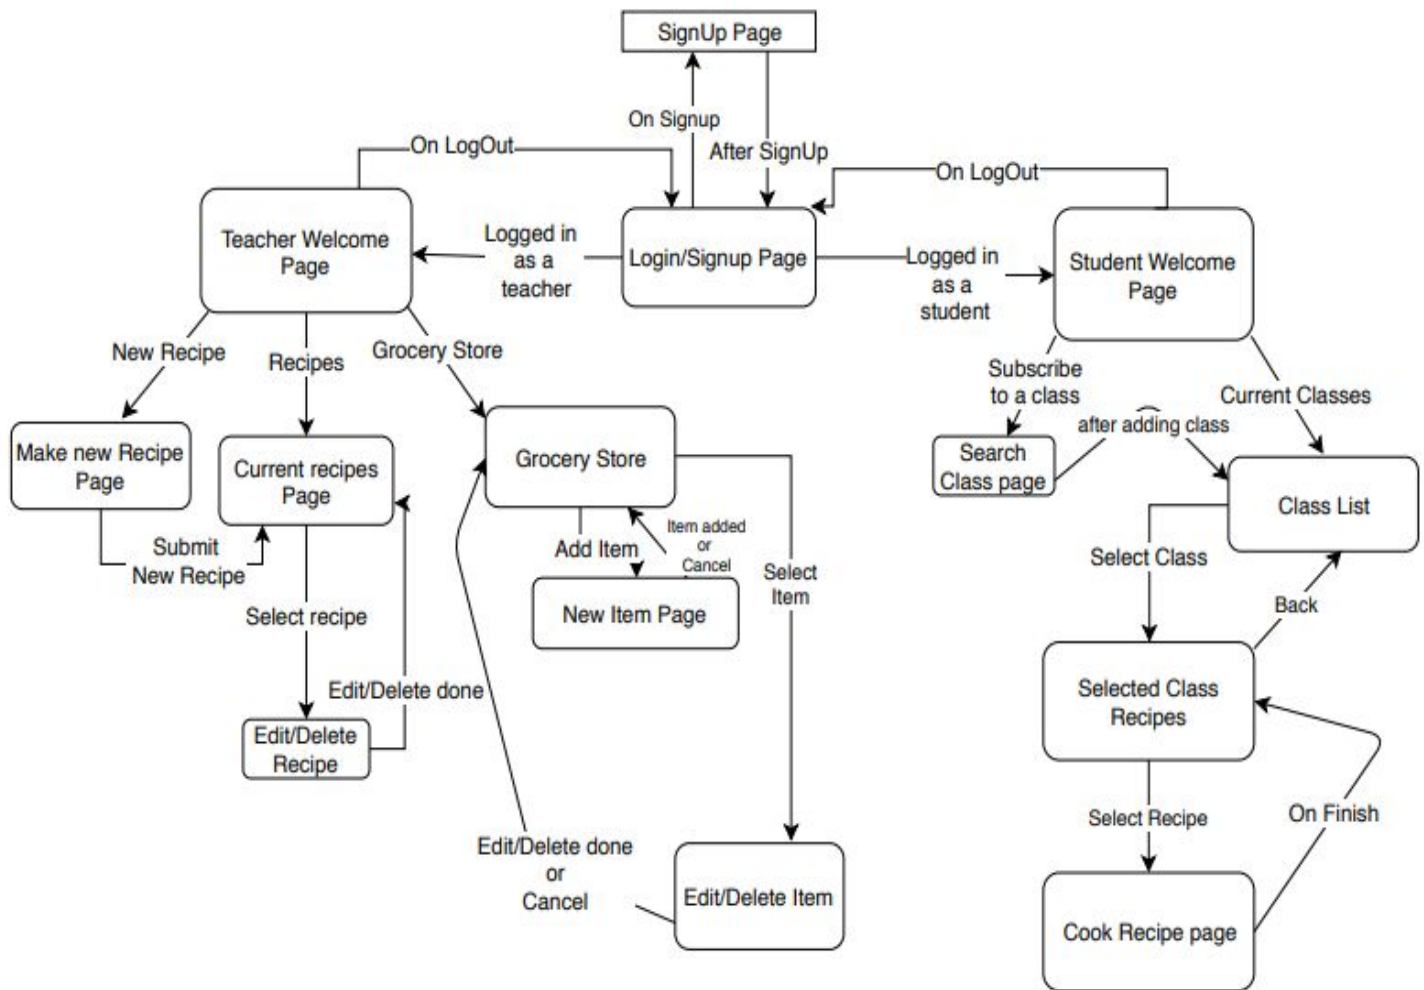 SignUp Page
On Signup
After SignUp
On LogOut
On LogOut
Teacher Welcome
Page
Logged in
as a
teacher
Login/Signup Page
Logged in
as a
student
Student Welcome
Page
New Recipe
Recipes
Grocery Store
Subscribe
to a class
Current Classes
after adding class
Make new Recipe
Page
Current recipes
Page
Grocery Store
Search
Class page
Class List
Submit
New Recipe
Add Item
Item added
or
Cancel
Select
Item
Select Class
Select recipe
New Item Page
Back
Edit/Delete done
Selected Class
Recipes
Edit/Delete
Recipe
Select Recipe
On Finish
Edit/Delete done
or
Cancel
Edit/Delete Item
Cook Recipe page